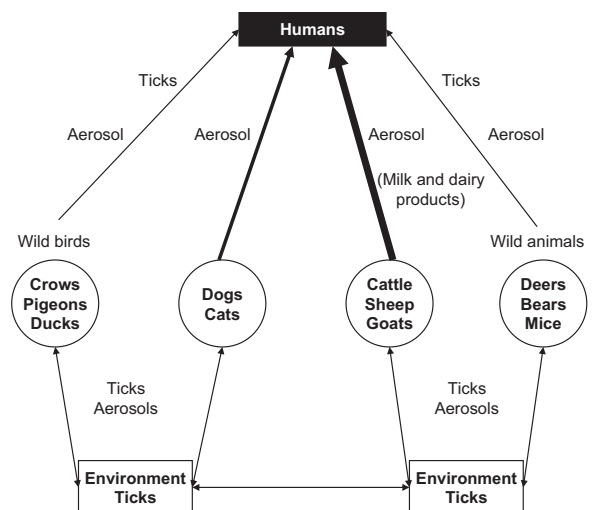 Humans
Ticks
Ticks
Aerosol
Aerosol
Aerosol
Aerosol
(Milk and dairy
products)
Wild birds
Wild animals
Crows
Pigeons
Ducks
Dogs
Cats
Cattle
Sheep
Goats
Deers
Bears
Mice
Ticks
Aerosols
Ticks
Aerosols
Environment
Ticks
Environment
Ticks